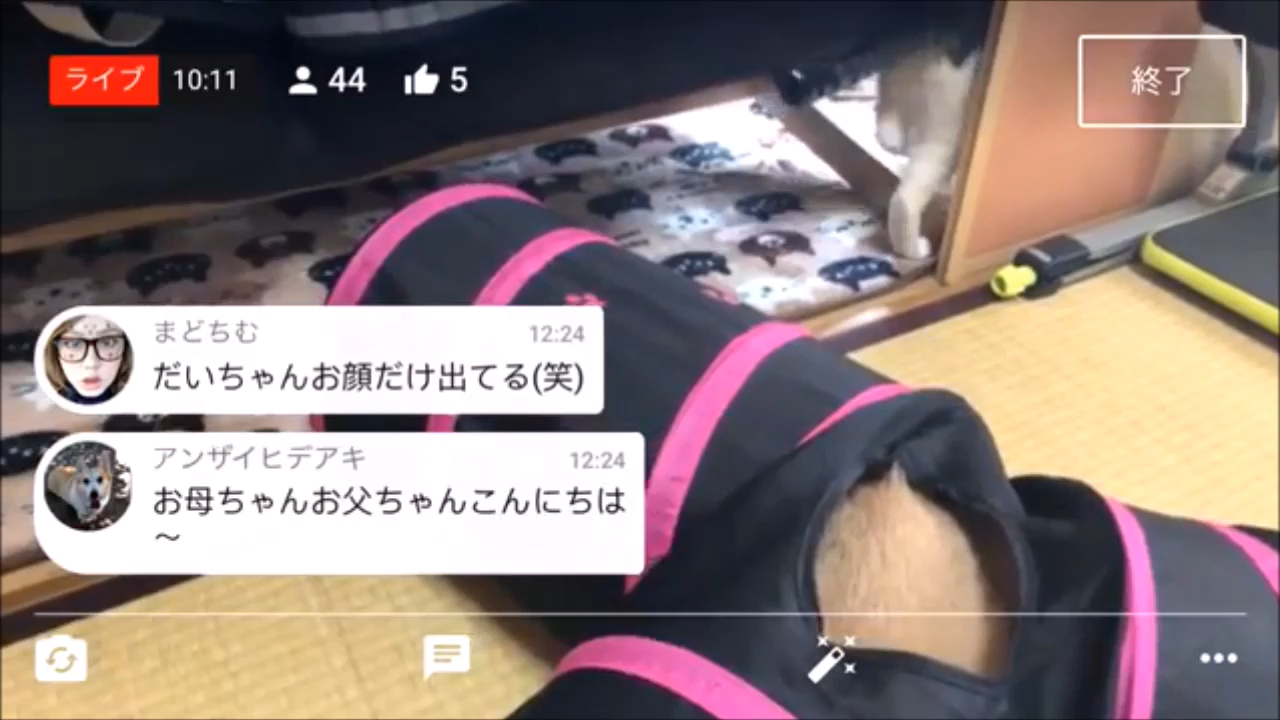 ライブ 10:11 44 5 終了
まどちむ 12:24
だいちゃんお顔だけ出てる(笑)
アンザイヒデアキ 12:24
お母ちゃんお父ちゃんこんにちは
～